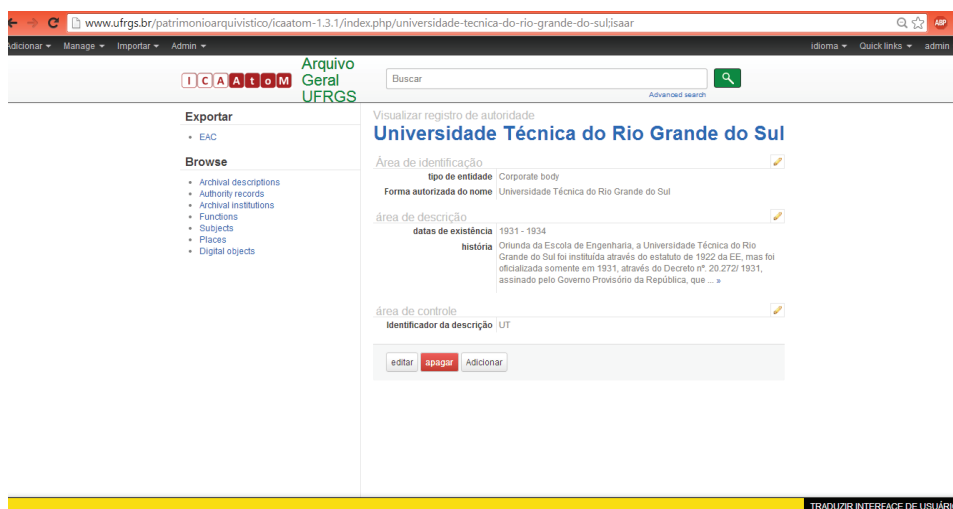 www.ufrgs.br/patrimonioarquivistico/icaatom-1.3.1/index.php/universidade-tecnica-do-rio-grande-do-sul;isaar
ABP
Adicionar Manage Importar Admin
idioma Quick links admin
ICAAtoM
Arquivo
Geral
UFRGS
Buscar
Advanced search
Exportar
EAC
Browse
Archival descriptions
Authority records
Archival institutions
Functions
Subjects
Places
Digital objects
Visualizar registro de autoridade
Universidade Técnica do Rio Grande do Sul
Área de identificação
tipo de entidade Corporate body
Forma autorizada do nome Universidade Técnica do Rio Grande do Sul
área de descrição
datas de existência 1931 - 1934
história Oriunda da Escola de Engenharia, a Universidade Técnica do Rio
Grande do Sul foi instituída através do estatuto de 1922 da EE, mas foi
oficializada somente em 1931, através do Decreto nº. 20.272/ 1931,
assinado pelo Governo Provisório da República, que ... »
área de controle
Identificador da descrição UT
editar apagar Adicionar
TRADUZIR INTERFACE DE USUÁRI